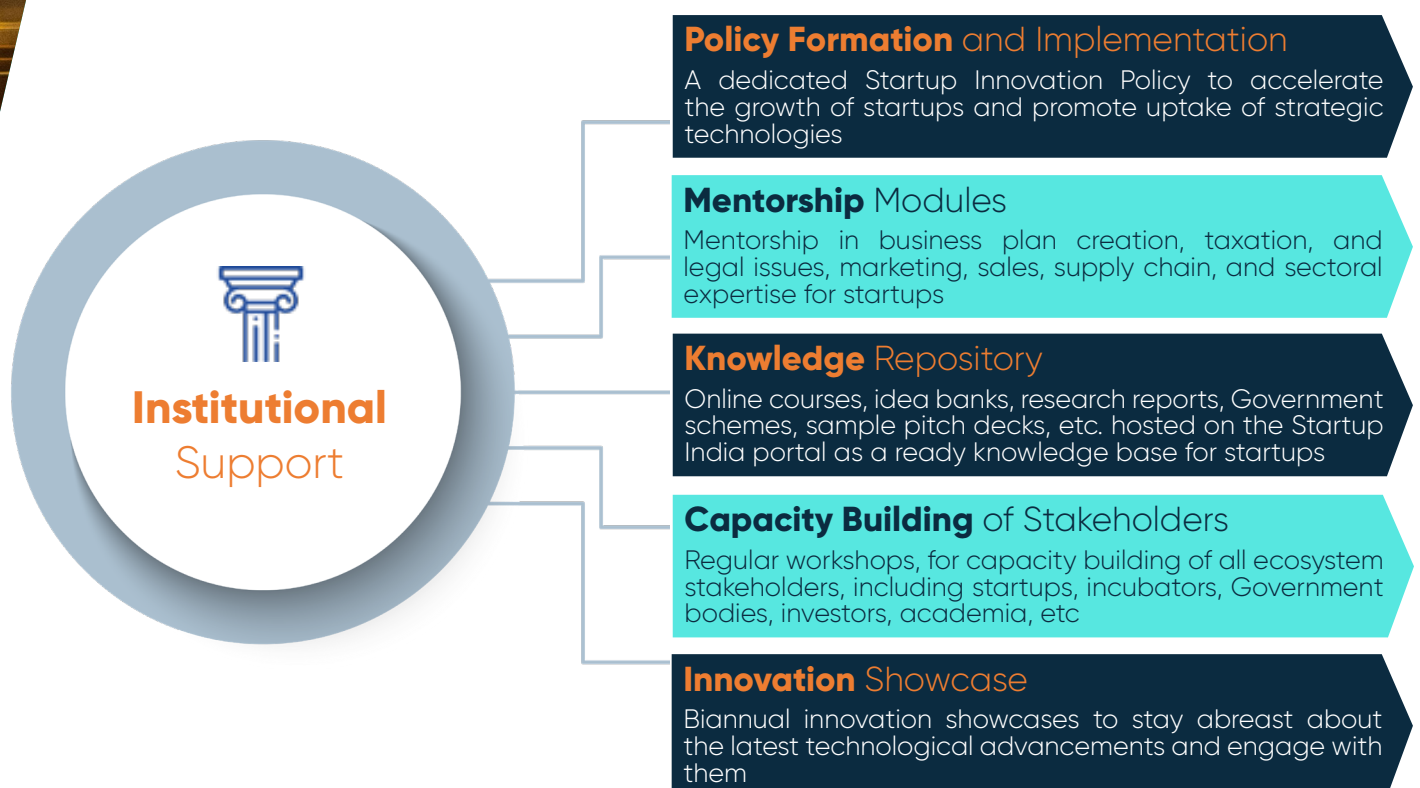 Institutional
Support
Policy Formation and Implementation
A dedicated Startup Innovation Policy to accelerate
the growth of startups and promote uptake of strategic
technologies
Mentorship Modules
Mentorship in business plan creation, taxation, and
legal issues, marketing, sales, supply chain, and sectoral
expertise for startups
Knowledge Repository
Online courses, idea banks, research reports, Government
schemes, sample pitch decks, etc. hosted on the Startup
India portal as a ready knowledge base for startups
Capacity Building of Stakeholders
Regular workshops, for capacity building of all ecosystem
stakeholders, including startups, incubators, Government
bodies, investors, academia, etc
Innovation Showcase
Biannual innovation showcases to stay abreast about
the latest technological advancements and engage with
them